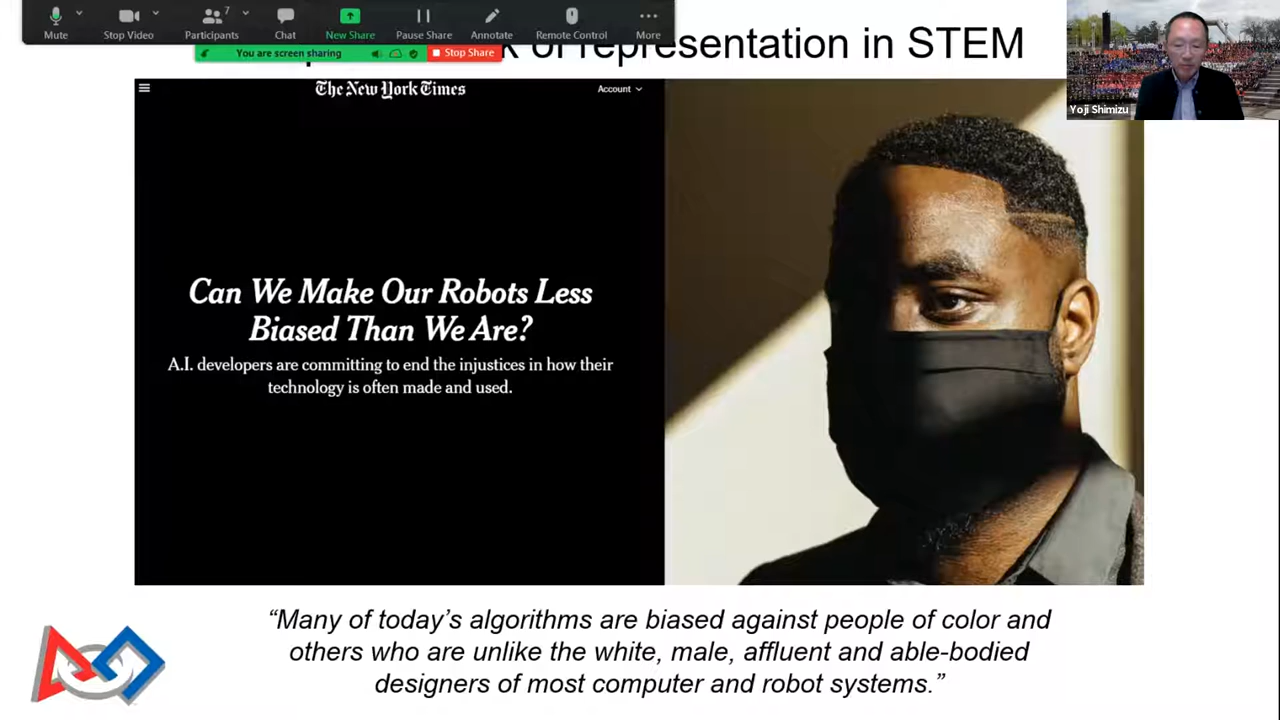 Mute
Stop Video
7
Participants
Chat
New Share
Pause Share
Annotate
Remote Control
More
You are screen sharing
Stop Share
of representation in STEM
Yoji Shimizu
The New York Times
Account
Can We Make Our Robots Less
Biased Than We Are?
A.I. developers are committing to end the injustices in how their
technology is often made and used.
“Many of today’s algorithms are biased against people of color and
others who are unlike the white, male, affluent and able-bodied
designers of most computer and robot systems.”